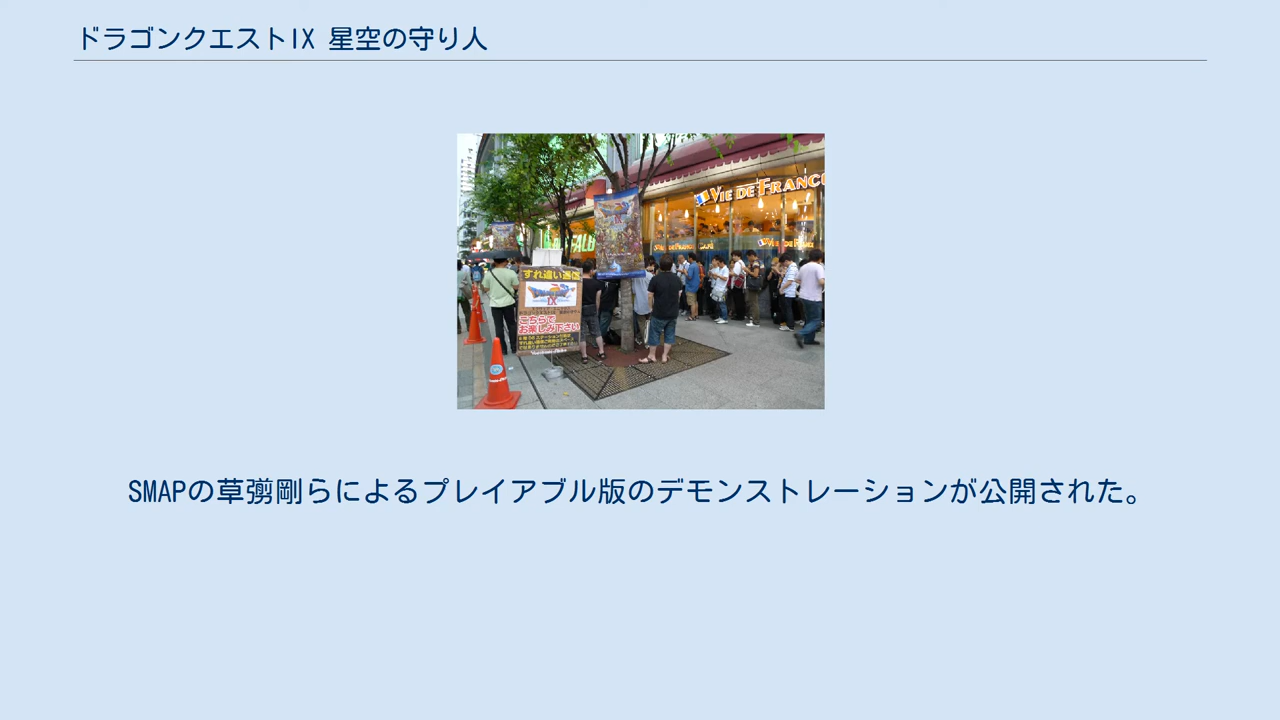 ドラゴンクエストIX 星空の守り人
VIE DE FRANCE
IX
すれ違い通信
IX
こちらで
お楽しみ下さい
SMAPの草彅剛らによるプレイアブル版のデモンストレーションが公開された。